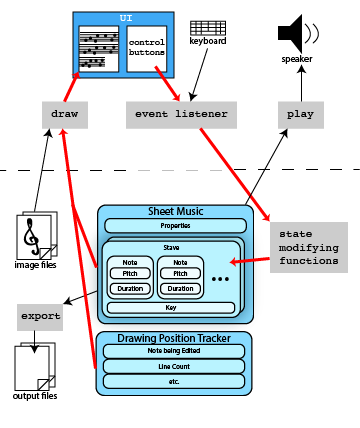 UI
control
buttons
keyboard
speaker
draw
event listener
play
Sheet Music
Properties
Stave
Note
Pitch
Duration
Note
Pitch
Duration
...
Key
state
modifying
functions
image files
export
output files
Drawing Position Tracker
Note being Edited
Line Count
etc.